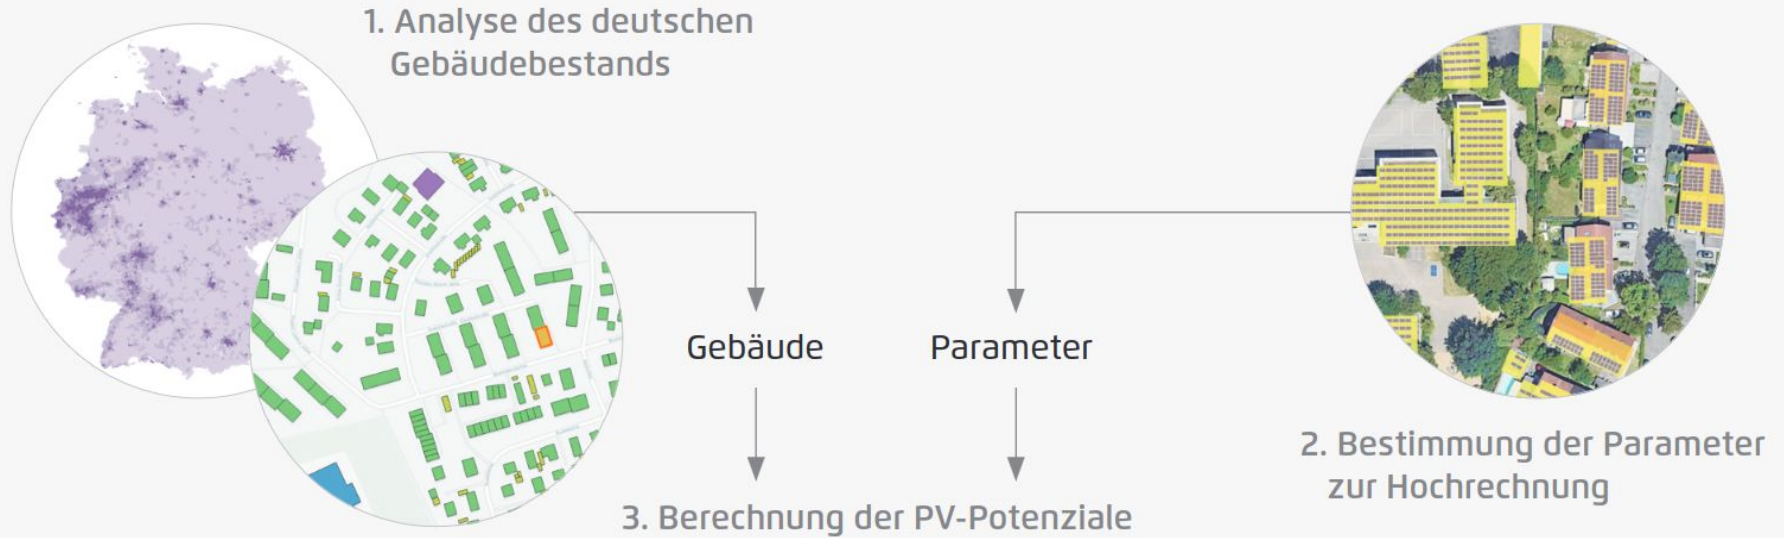 1. Analyse des deutschen
Gebäudebestands
Gebäude
Parameter
2. Bestimmung der Parameter
zur Hochrechnung
3. Berechnung der PV-Potenziale